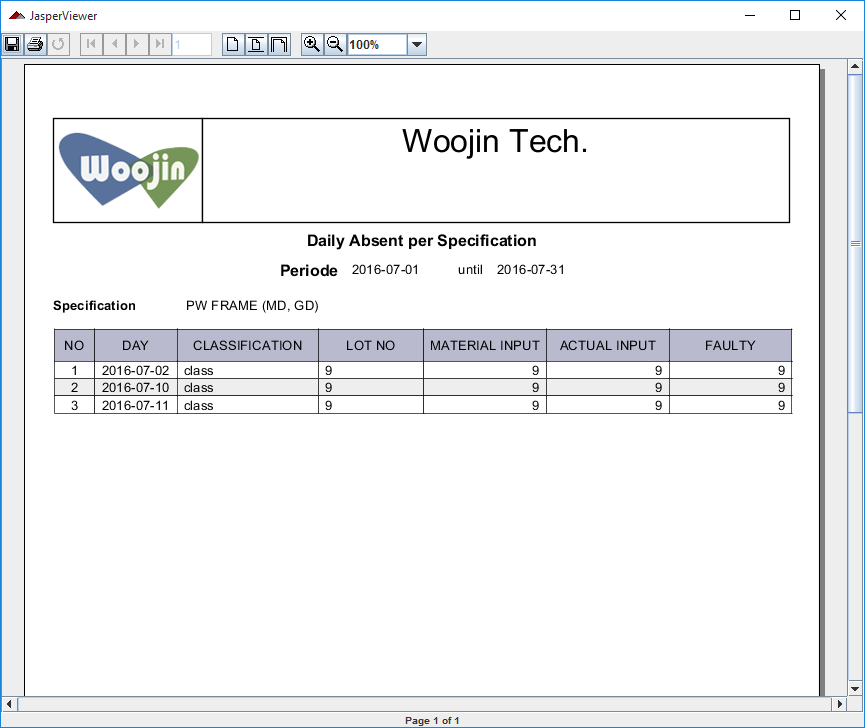 JasperViewer
1
100%
Woojin
Woojin Tech.
Daily Absent per Specification
Periode 2016-07-01 until 2016-07-31
Specification PW FRAME (MD, GD)
NO DAY CLASSIFICATION LOT NO MATERIAL INPUT ACTUAL INPUT FAULTY
1 2016-07-02 class 9 9 9 9
2 2016-07-10 class 9 9 9 9
3 2016-07-11 class 9 9 9 9
Page 1 of 1